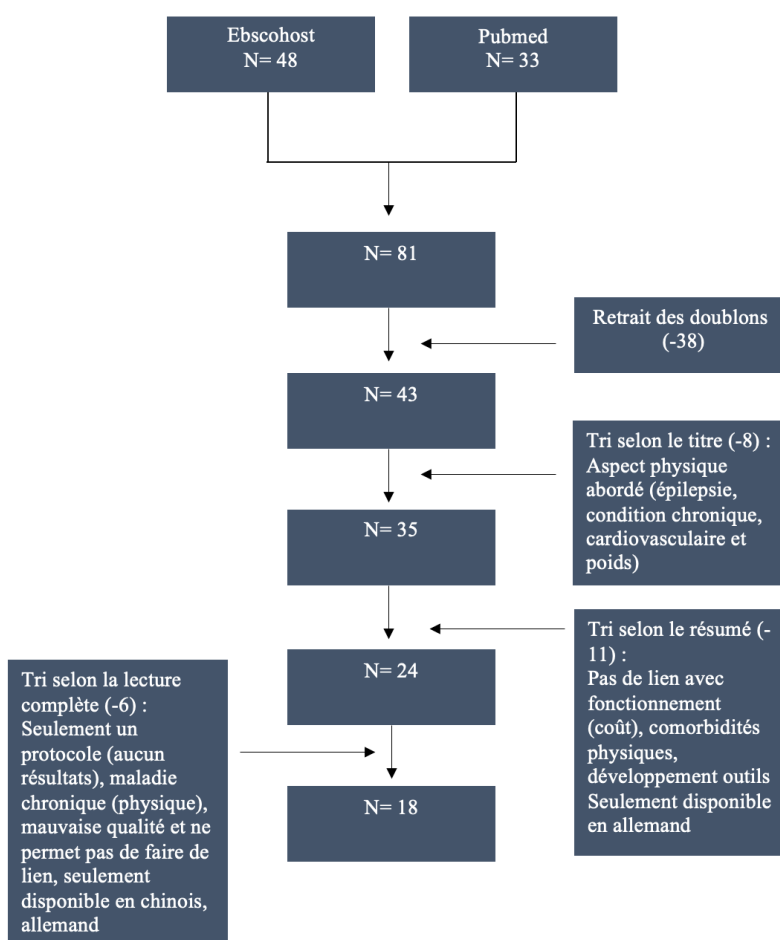 Ebscohost
N= 48
Pubmed
N= 33
N= 81
Retrait des doublons
(-38)
N= 43
Tri selon le titre (-8) :
Aspect physique
abordé (épilepsie,
condition chronique,
cardiovasculaire et
poids)
N= 35
Tri selon le résumé (-
11) :
Pas de lien avec
fonctionnement
(coût), comorbidités
physiques,
développement outils
Seulement disponible
en allemand
N= 24
Tri selon la lecture
complète (-6) :
Seulement un
protocole (aucun
résultats), maladie
chronique (physique),
mauvaise qualité et ne
permet pas de faire de
lien, seulement
disponible en chinois,
allemand
N= 18